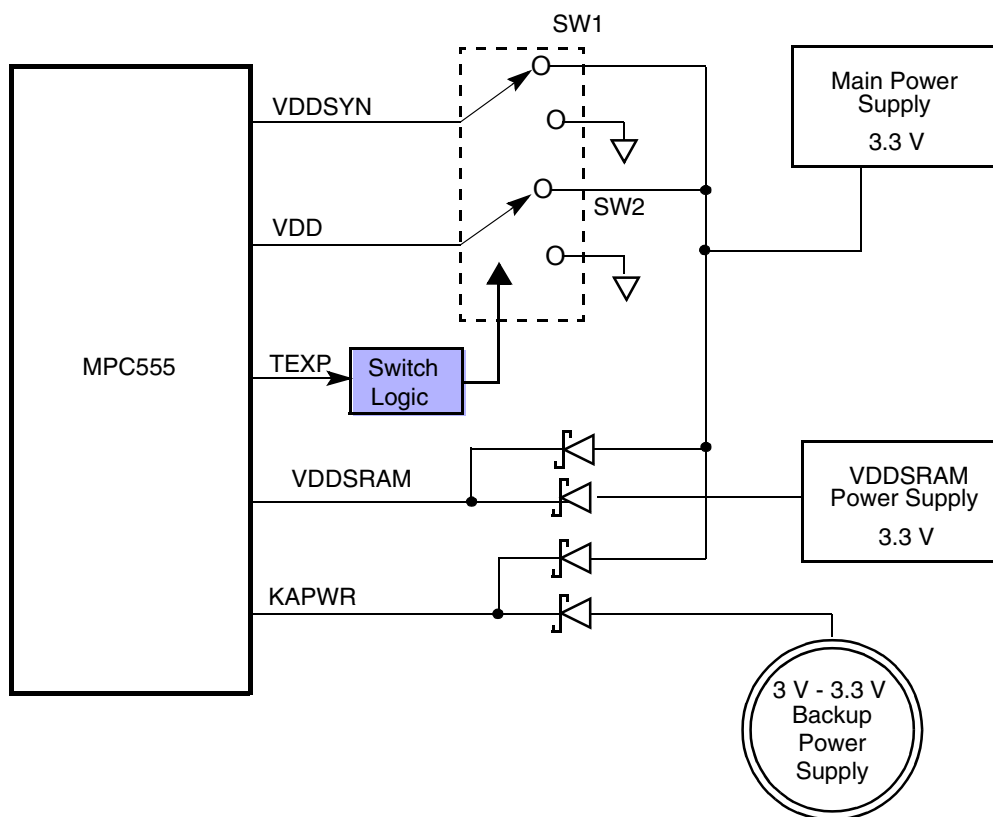 SW1
Main Power
Supply
3.3 V
VDDSYN
SW2
VDD
MPC555
TEXP
Switch
Logic
VDDSRAM
VDDSRAM
Power Supply
3.3 V
KAPWR
3 V - 3.3 V
Backup
Power
Supply